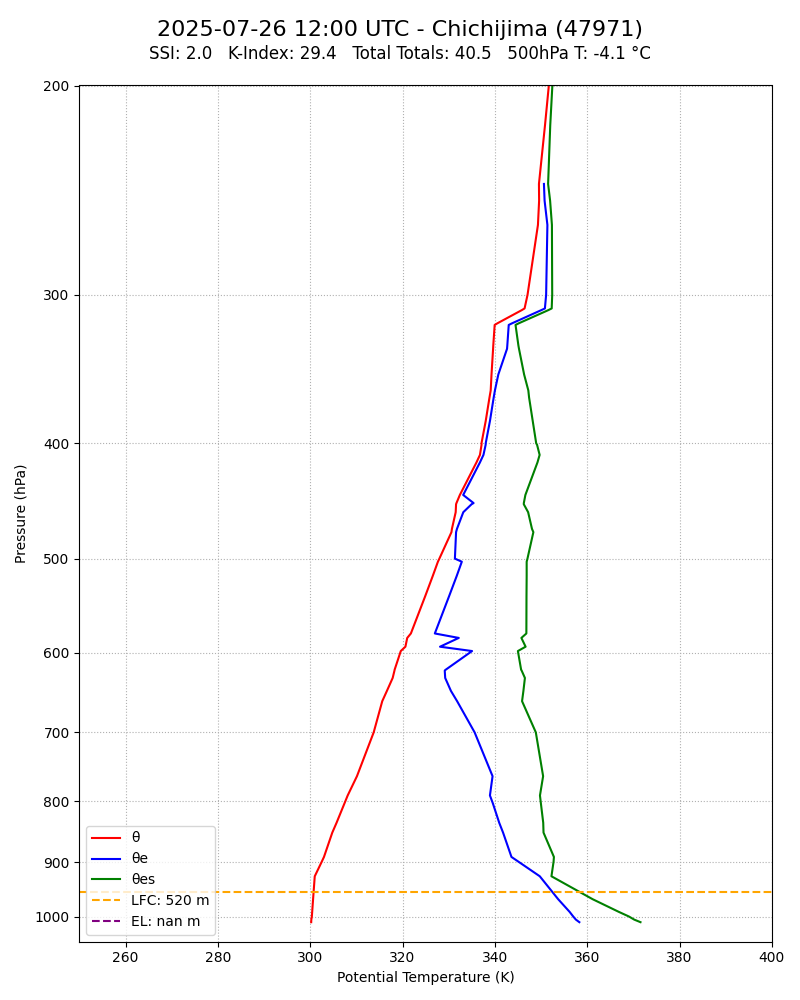 2025-07-26 12:00 UTC - Chichijima (47971)
SSI: 2.0   K-Index: 29.4   Total Totals: 40.5   500hPa T: -4.1 °C
200
300
400
500
600
700
800
900
1000
Pressure (hPa)
θ
θe
θes
LFC: 520 m
EL: nan m
260 280 300 320 340 360 380 400
Potential Temperature (K)